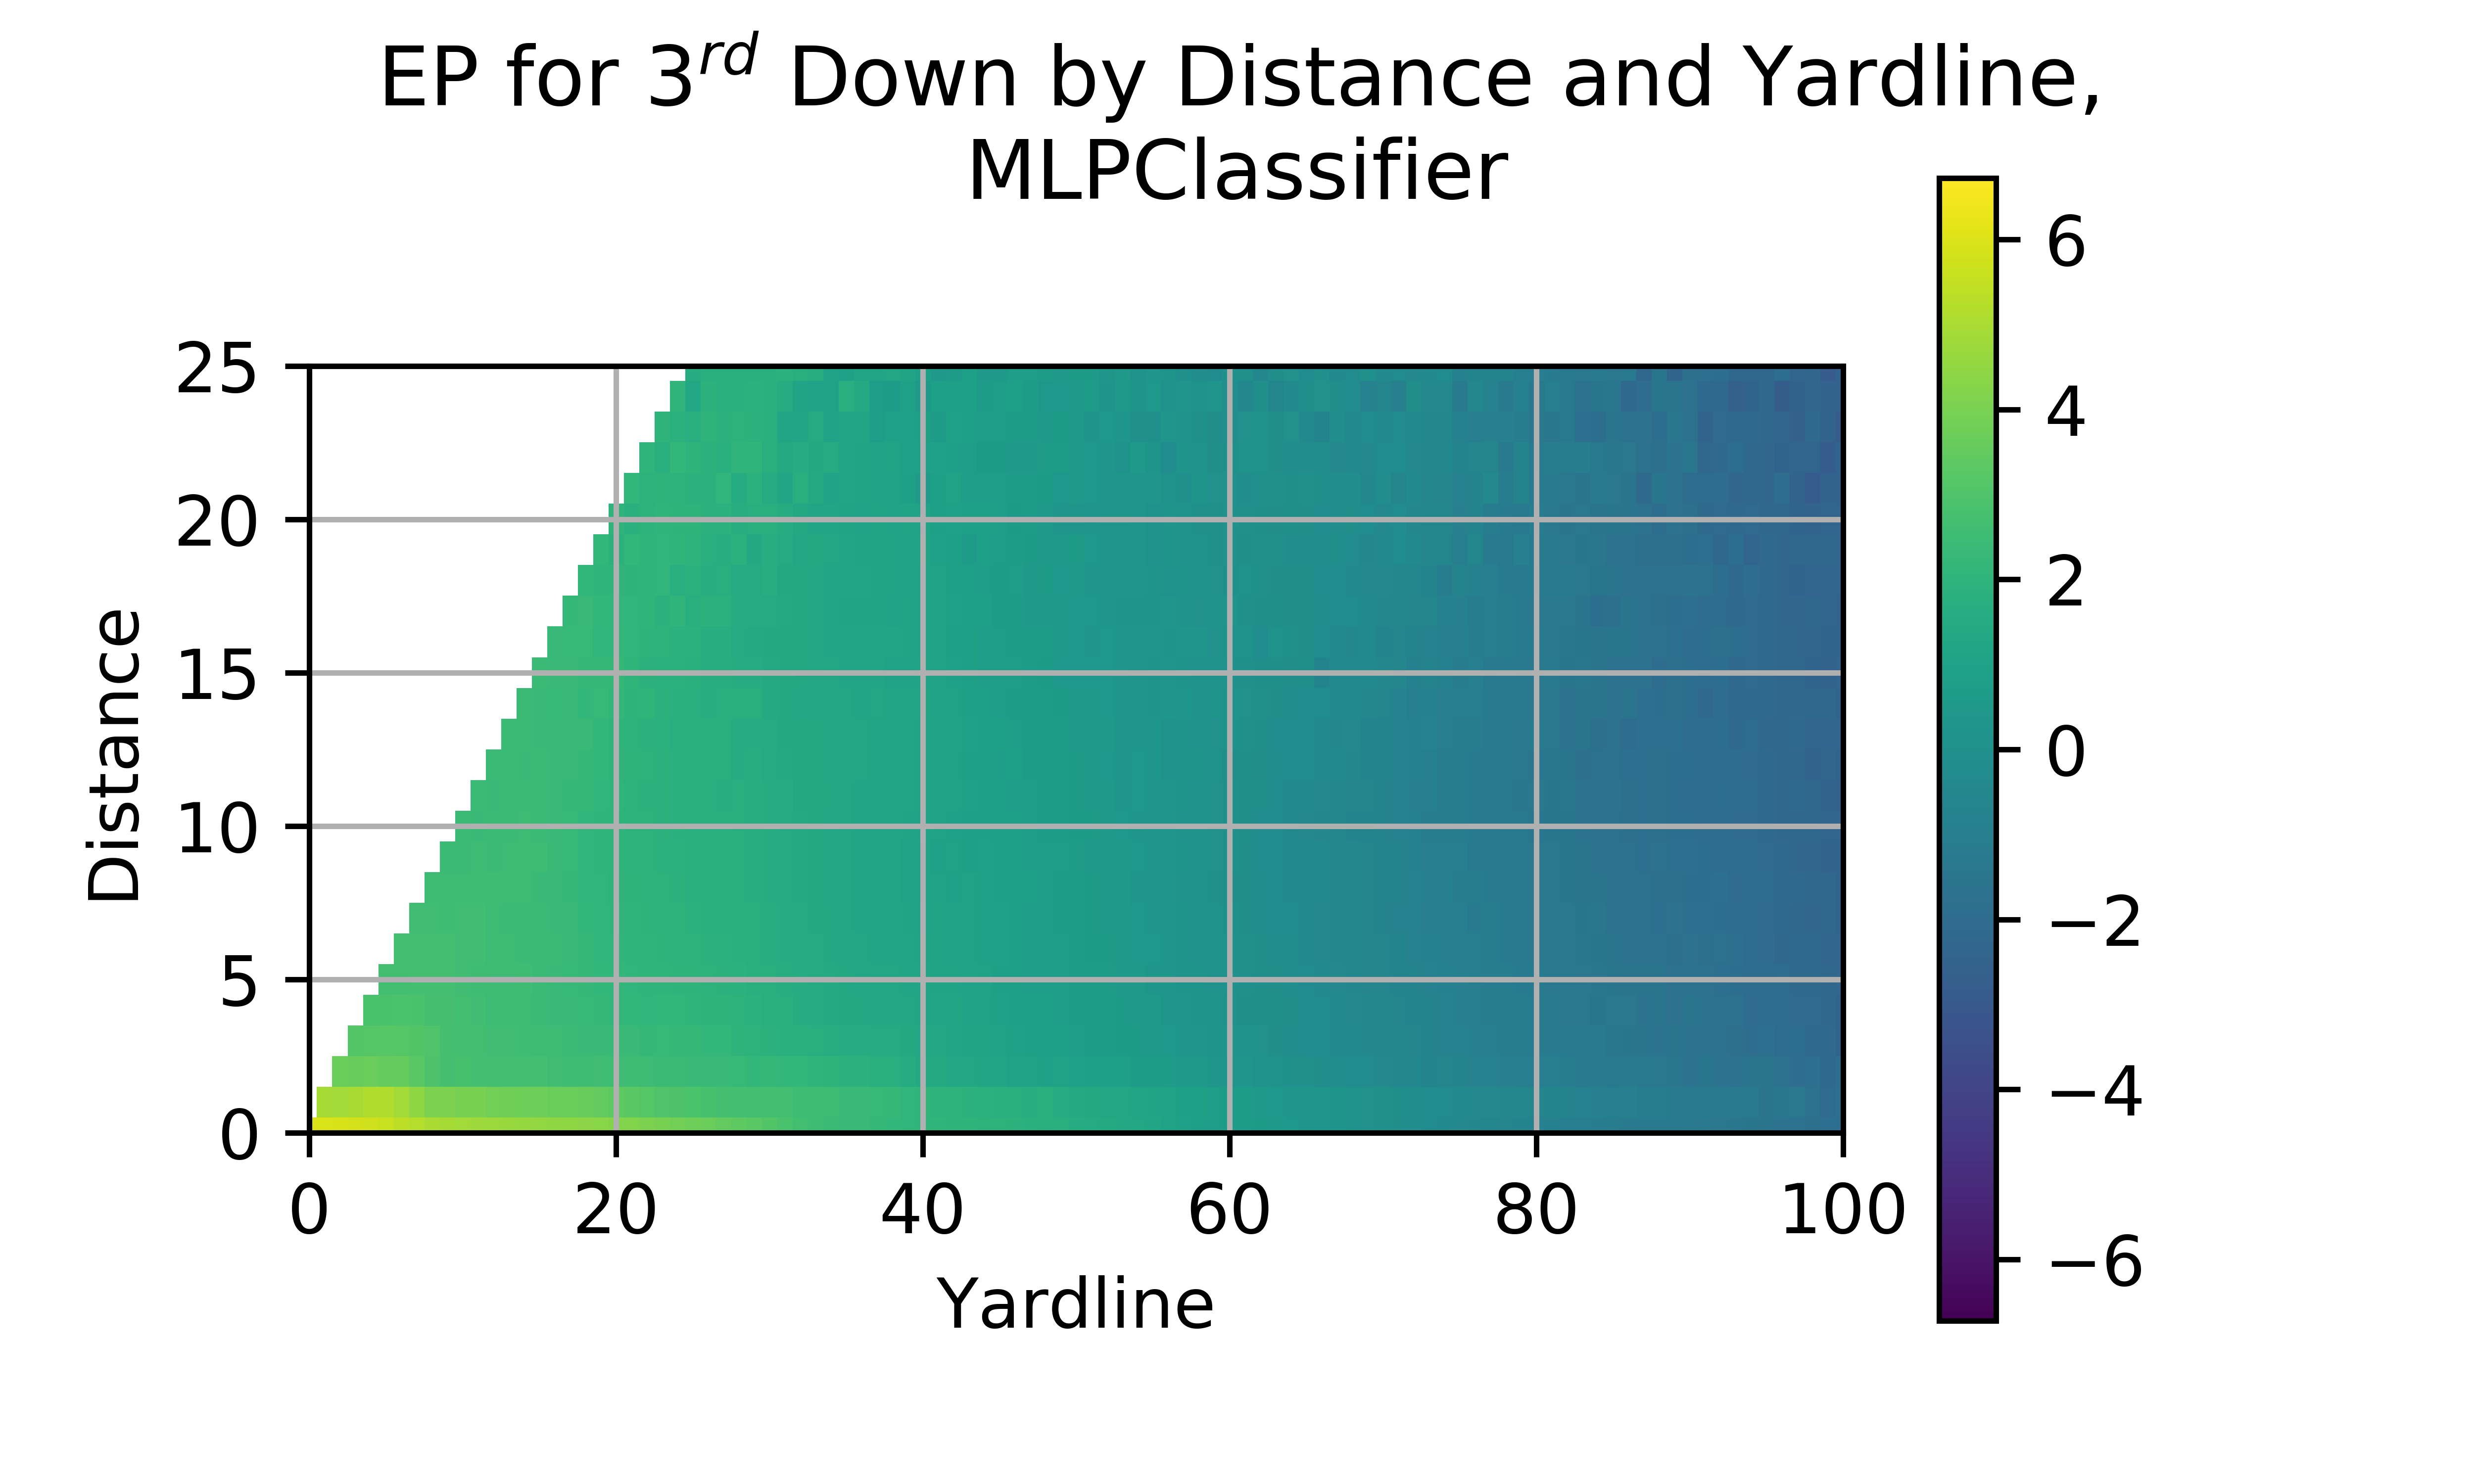 EP for 3rd Down by Distance and Yardline,
MLPClassifier
25
20
15
10
5
0
Distance
0 20 40 60 80 100
Yardline
6
4
2
0
−2
−4
−6